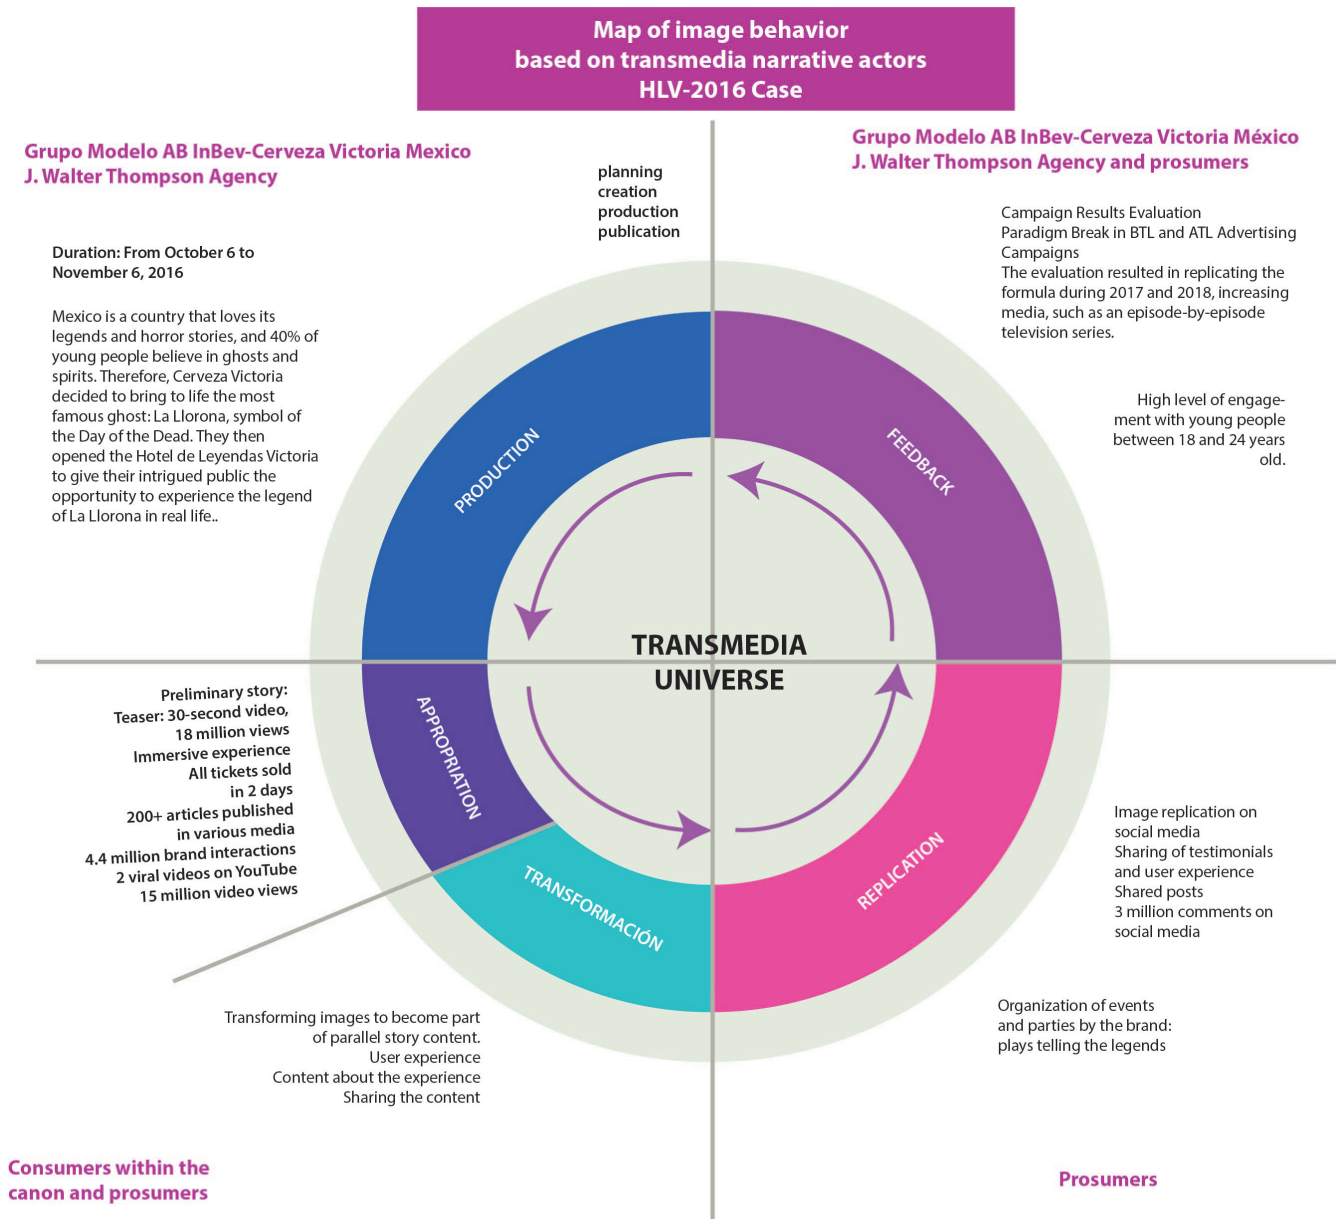 Map of image behavior
based on transmedia narrative actors
HLV-2016 Case
Grupo Modelo AB InBev-Cerveza Victoria Mexico
J. Walter Thompson Agency
Duration: From October 6 to
November 6, 2016
Mexico is a country that loves its
legends and horror stories, and 40% of
young people believe in ghosts and
spirits. Therefore, Cerveza Victoria
decided to bring to life the most
famous ghost: La Llorona, symbol of
the Day of the Dead. They then
opened the Hotel de Leyendas Victoria
to give their intrigued public the
opportunity to experience the legend
of La Llorona in real life..
planning
creation
production
publication
Grupo Modelo AB InBev-Cerveza Victoria México
J. Walter Thompson Agency and prosumers
Campaign Results Evaluation
Paradigm Break in BTL and ATL Advertising
Campaigns
The evaluation resulted in replicating the
formula during 2017 and 2018, increasing
media, such as an episode-by-episode
television series.
High level of engage-
ment with young people
between 18 and 24 years
old.
PRODUCTION
FEEDBACK
TRANSMEDIA
UNIVERSE
APPROPRIATION
TRANSFORMACIÓN
REPLICATION
Preliminary story:
Teaser: 30-second video,
18 million views
Immersive experience
All tickets sold
in 2 days
200+ articles published
in various media
4.4 million brand interactions
2 viral videos on YouTube
15 million video views
Transforming images to become part
of parallel story content.
User experience
Content about the experience
Sharing the content
Image replication on
social media
Sharing of testimonials
and user experience
Shared posts
3 million comments on
social media
Organization of events
and parties by the brand:
plays telling the legends
Consumers within the
canon and prosumers
Prosumers